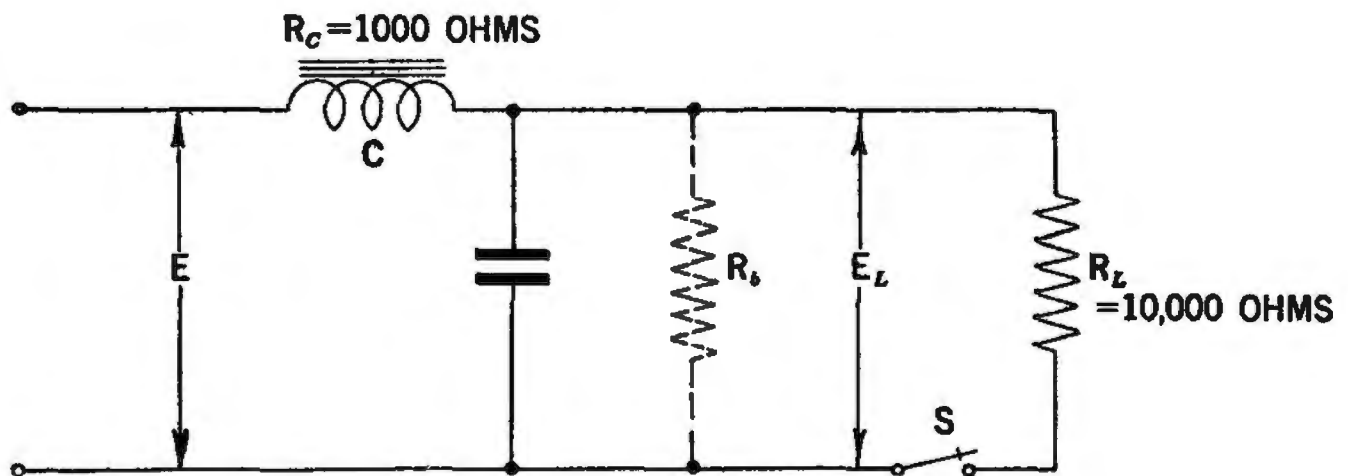 R_C=1000 OHMS
C
E
R_b
E_L
R_L
=10,000 OHMS
S